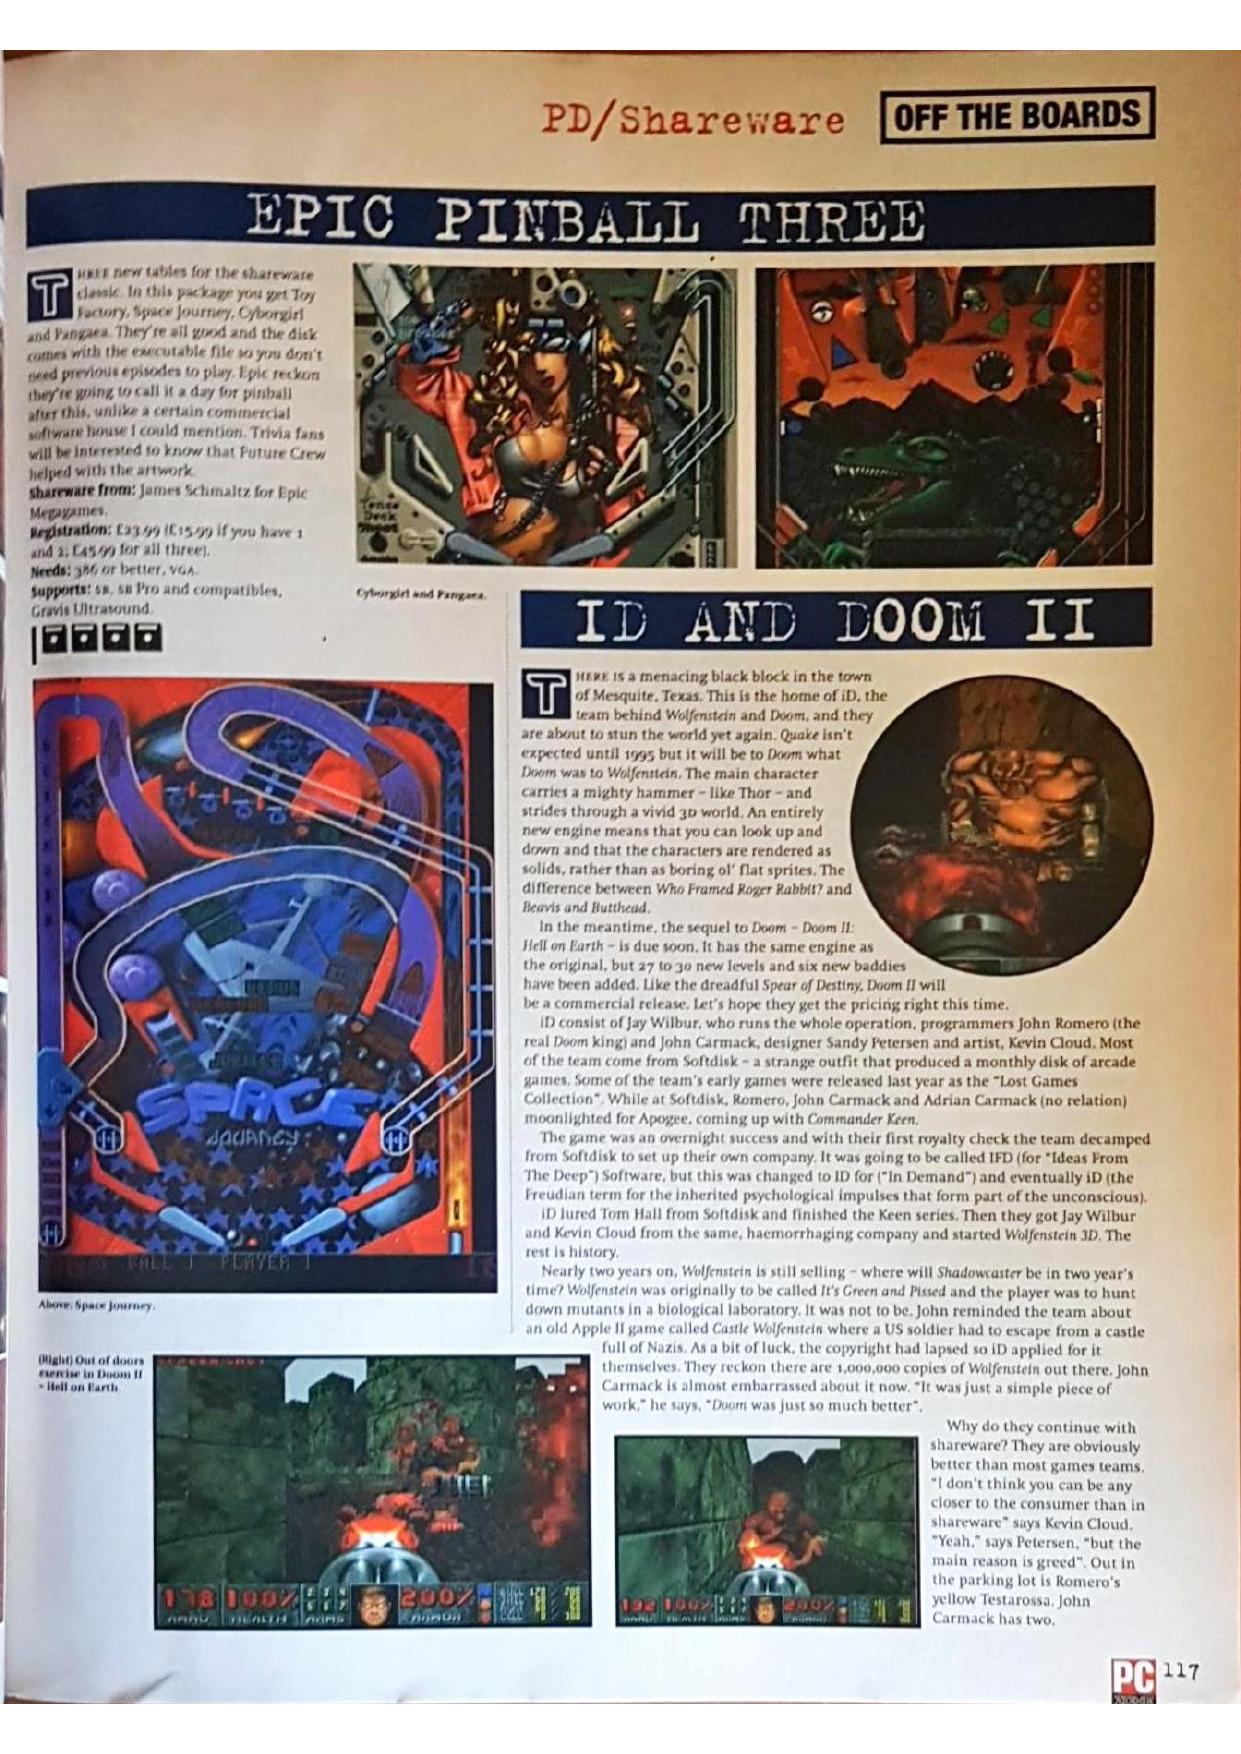 PD/Shareware OFF THE BOARDS
EPIC PINBALL THREE
THREE new tables for the shareware
classic. In this package you get Toy
Factory, Space Journey, Cyborgirl
and Pangaea. They're all good and the disk
comes with the executable file so you don't
need previous episodes to play. Epic reckon
they're going to call it a day for pinball
after this, unlike a certain commercial
software house I could mention. Trivia fans
will be interested to know that Future Crew
helped with the artwork.
Shareware from: James Schmaltz for Epic
Megagames.
Registration: £23.99 (£15.99 if you have 1
and 2; £45.99 for all three).
Needs: 386 or better, VGA.
Supports: SB, SB Pro and compatibles,
Gravis Ultrasound.
Cyborgirl and Pangaea.
SPACE
JOURNEY
BALL 1 PLAYER 1
Above: Space Journey.
ID AND DOOM II
THERE IS a menacing black block in the town
of Mesquite, Texas. This is the home of iD, the
team behind Wolfenstein and Doom, and they
are about to stun the world yet again. Quake isn't
expected until 1995 but it will be to Doom what
Doom was to Wolfenstein. The main character
carries a mighty hammer – like Thor – and
strides through a vivid 3D world. An entirely
new engine means that you can look up and
down and that the characters are rendered as
solids, rather than as boring ol' flat sprites. The
difference between Who Framed Roger Rabbit? and
Beavis and Butthead.
In the meantime, the sequel to Doom – Doom II:
Hell on Earth – is due soon. It has the same engine as
the original, but 27 to 30 new levels and six new baddies
have been added. Like the dreadful Spear of Destiny, Doom II will
be a commercial release. Let's hope they get the pricing right this time.
iD consist of Jay Wilbur, who runs the whole operation, programmers John Romero (the
real Doom king) and John Carmack, designer Sandy Petersen and artist, Kevin Cloud. Most
of the team come from Softdisk – a strange outfit that produced a monthly disk of arcade
games. Some of the team's early games were released last year as the "Lost Games
Collection". While at Softdisk, Romero, John Carmack and Adrian Carmack (no relation)
moonlighted for Apogee, coming up with Commander Keen.
The game was an overnight success and with their first royalty check the team decamped
from Softdisk to set up their own company. It was going to be called IFD (for "Ideas From
The Deep") Software, but this was changed to ID for ("In Demand") and eventually iD (the
Freudian term for the inherited psychological impulses that form part of the unconscious).
iD lured Tom Hall from Softdisk and finished the Keen series. Then they got Jay Wilbur
and Kevin Cloud from the same, haemorrhaging company and started Wolfenstein 3D. The
rest is history.
Nearly two years on, Wolfenstein is still selling – where will Shadowcaster be in two year's
time? Wolfenstein was originally to be called It's Green and Pissed and the player was to hunt
down mutants in a biological laboratory. It was not to be. John reminded the team about
an old Apple II game called Castle Wolfenstein where a US soldier had to escape from a castle
full of Nazis. As a bit of luck, the copyright had lapsed so iD applied for it
themselves. They reckon there are 1,000,000 copies of Wolfenstein out there. John
Carmack is almost embarrassed about it now. "It was just a simple piece of
work," he says, "Doom was just so much better".
Why do they continue with
shareware? They are obviously
better than most games teams.
"I don't think you can be any
closer to the consumer than in
shareware" says Kevin Cloud.
"Yeah," says Petersen, "but the
main reason is greed". Out in
the parking lot is Romero's
yellow Testarossa. John
Carmack has two.
(Right) Out of doors
exercise in Doom II
– Hell on Earth.
178 100% 200%
AMMO HEALTH ARMS ARMOR
192 100% 200%
PC 117